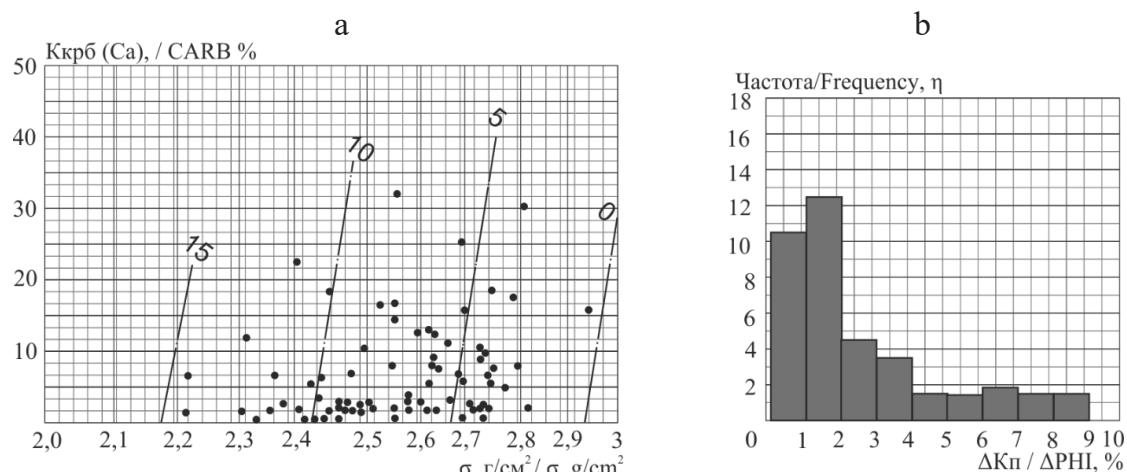 a
Ккрб (Ca), / CARB %
50
40
30
20
10
15
10
5
0
2,0 2,1 2,2 2,3 2,4 2,5 2,6 2,7 2,8 2,9 3
σ, г/см² / σ, g/cm²
b
Частота/Frequency, η
18
16
14
12
10
8
6
4
2
0 1 2 3 4 5 6 7 8 9 10
ΔКп / ΔPHI, %